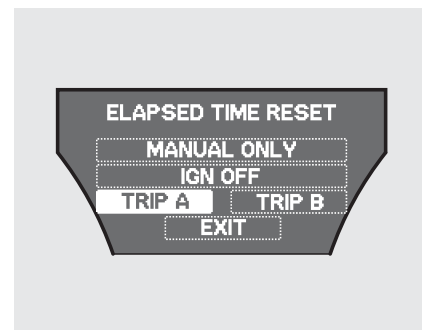 ELAPSED TIME RESET
MANUAL ONLY
IGN OFF
TRIP A TRIP B
EXIT